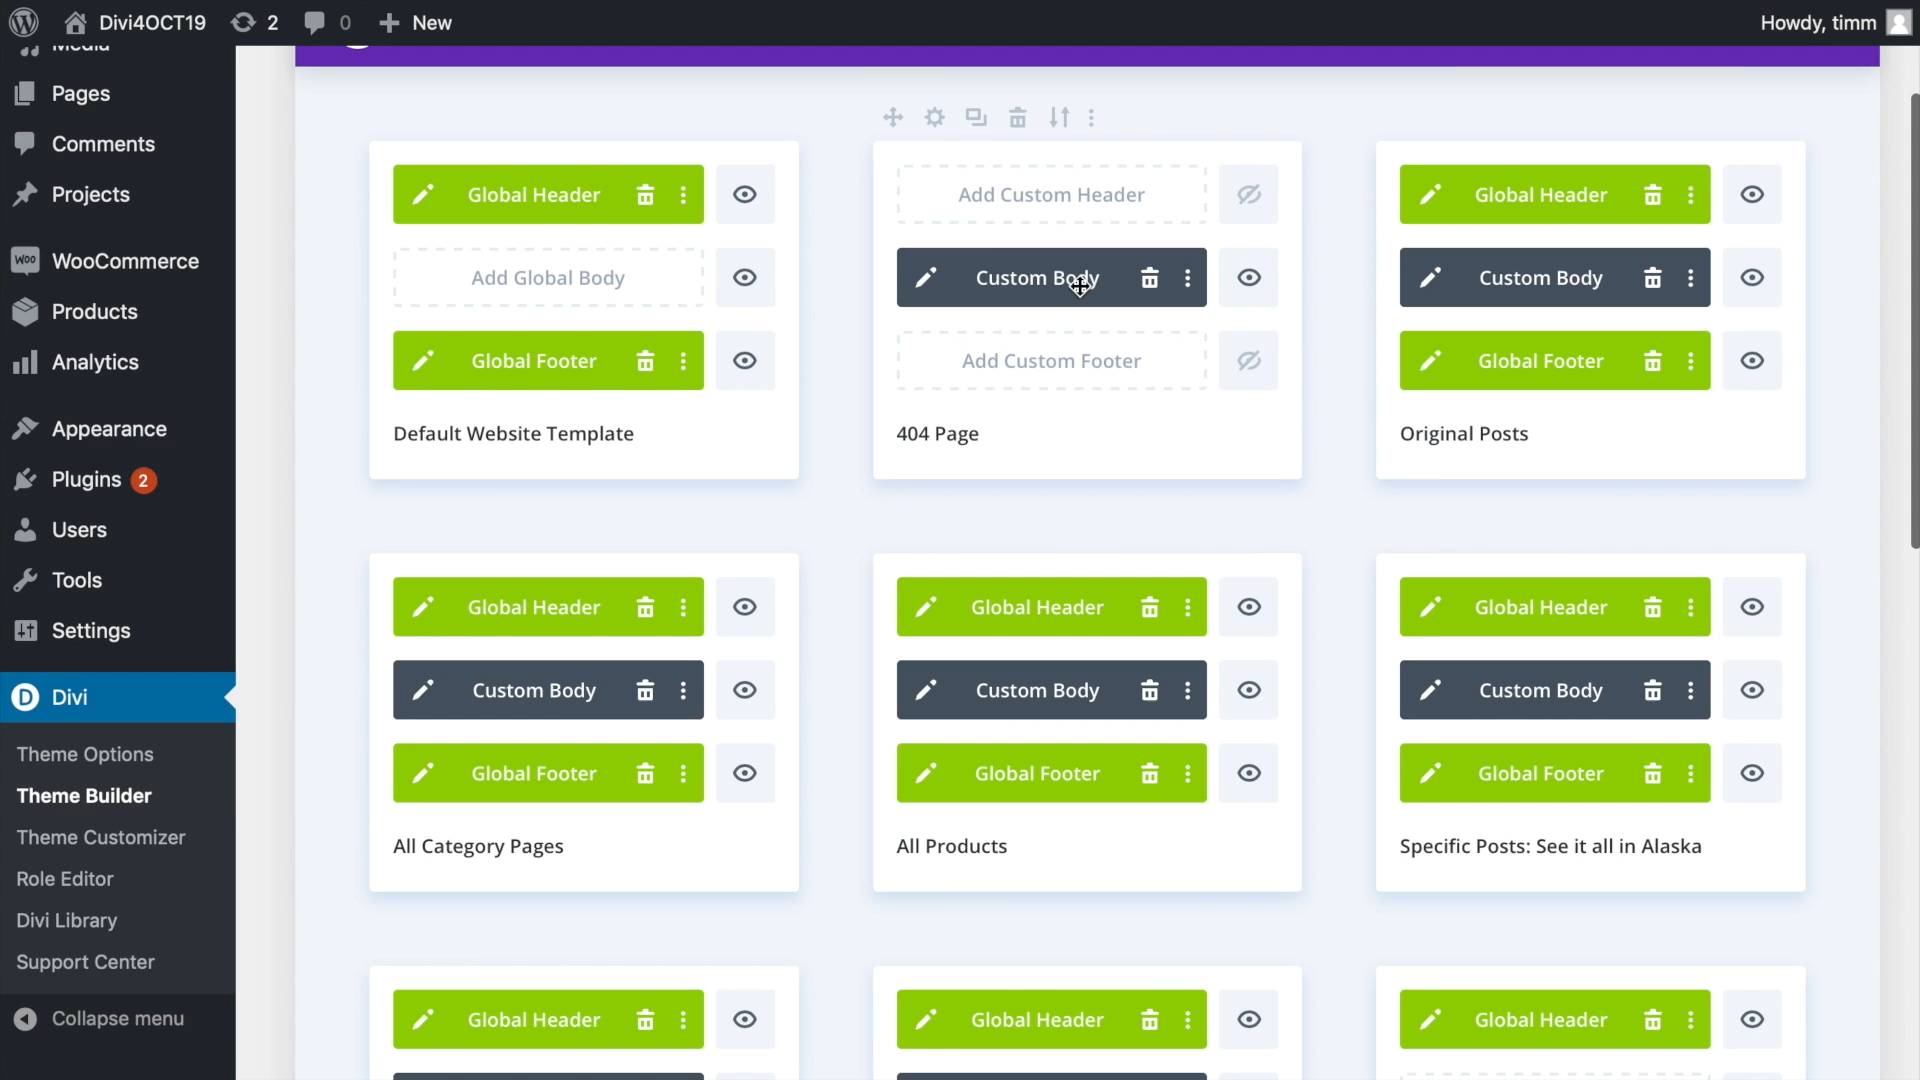 Divi4OCT19 2 0 New Howdy, timm
Media
Pages
Comments
Projects
WOO WooCommerce
Products
Analytics
Appearance
Plugins 2
Users
Tools
Settings
D Divi
Theme Options
Theme Builder
Theme Customizer
Role Editor
Divi Library
Support Center
Collapse menu
Global Header
Add Global Body
Global Footer
Default Website Template
Add Custom Header
Custom Body
Add Custom Footer
404 Page
Global Header
Custom Body
Global Footer
Original Posts
Global Header
Custom Body
Global Footer
All Category Pages
Global Header
Custom Body
Global Footer
All Products
Global Header
Custom Body
Global Footer
Specific Posts: See it all in Alaska
Global Header
Global Header
Global Header